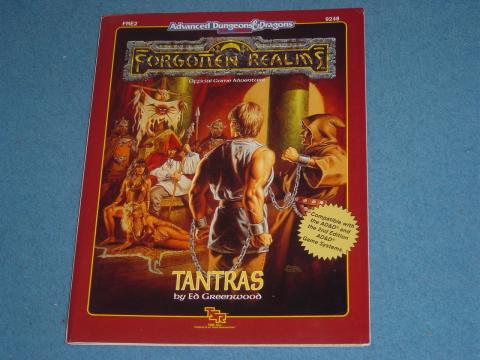 FRE2
Advanced Dungeons & Dragons
9248
FORGOTTEN REALMS
Official Game Adventure
Compatible with
the AD&D® and
the 2nd Edition
AD&D®
Game Systems
TANTRAS
by Ed Greenwood
TSR